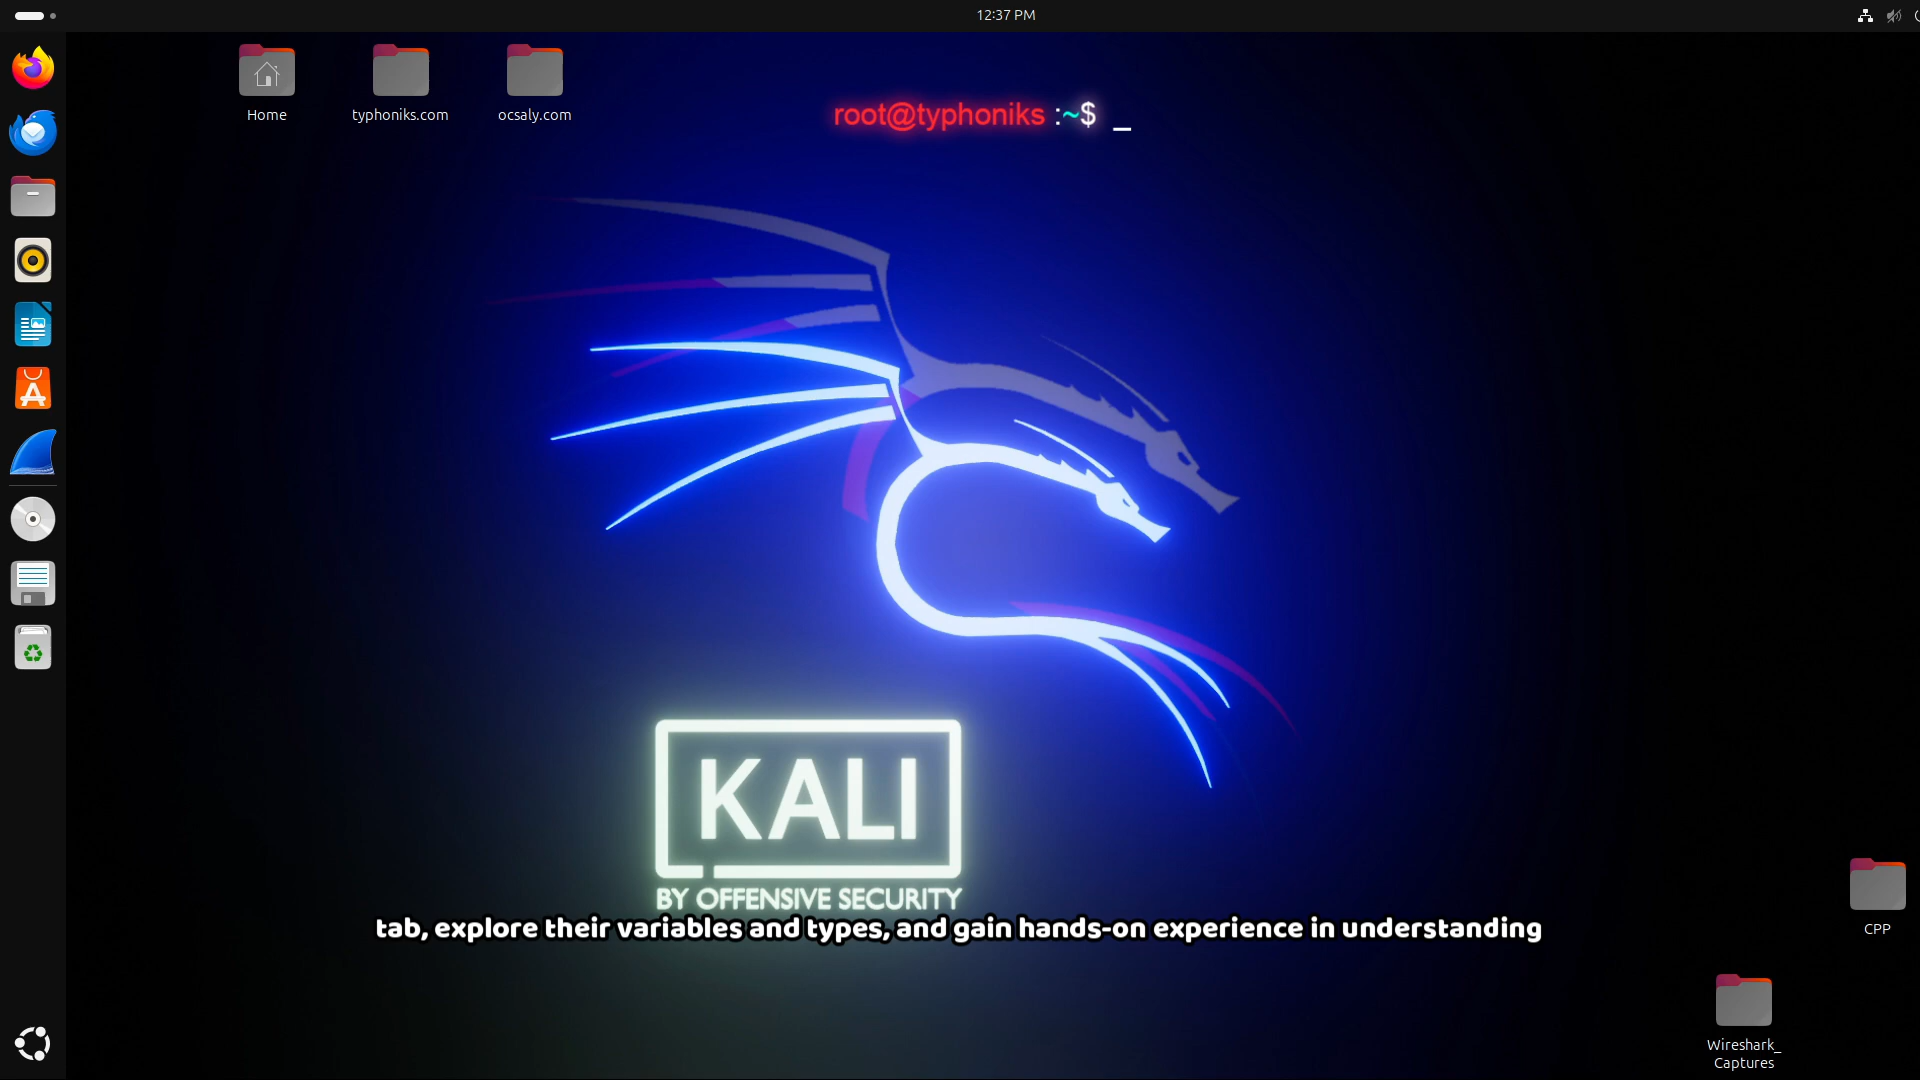 12:37 PM
Home
typhoniks.com
ocsaly.com
root@typhoniks :~$ _
KALI
BY OFFENSIVE SECURITY
tab, explore their variables and types, and gain hands-on experience in understanding
CPP
Wireshark_
Captures